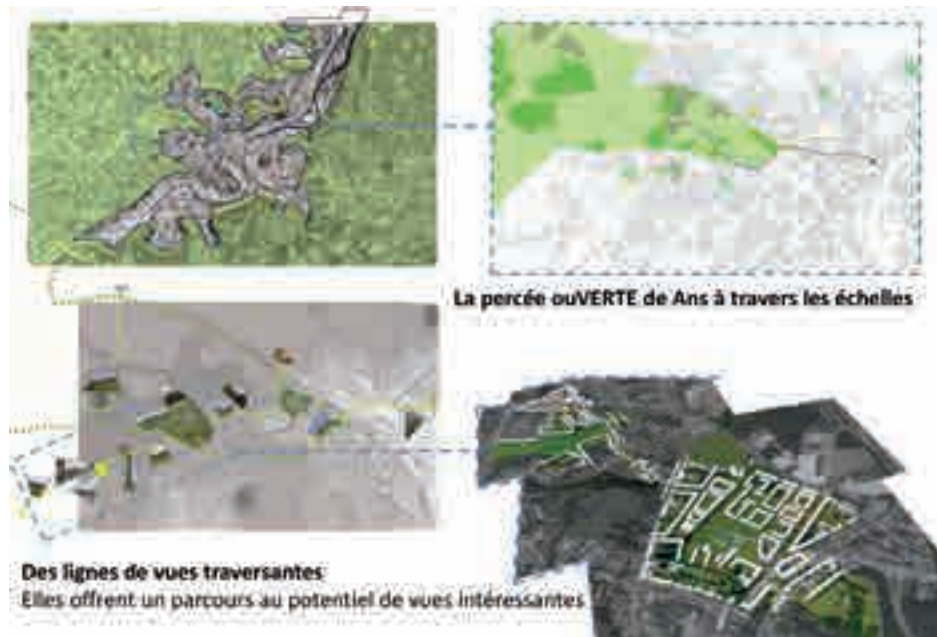 La percée ouVERTE de Ans à travers les échelles
Des lignes de vues traversantes
Elles offrent un parcours au potentiel de vues intéressantes